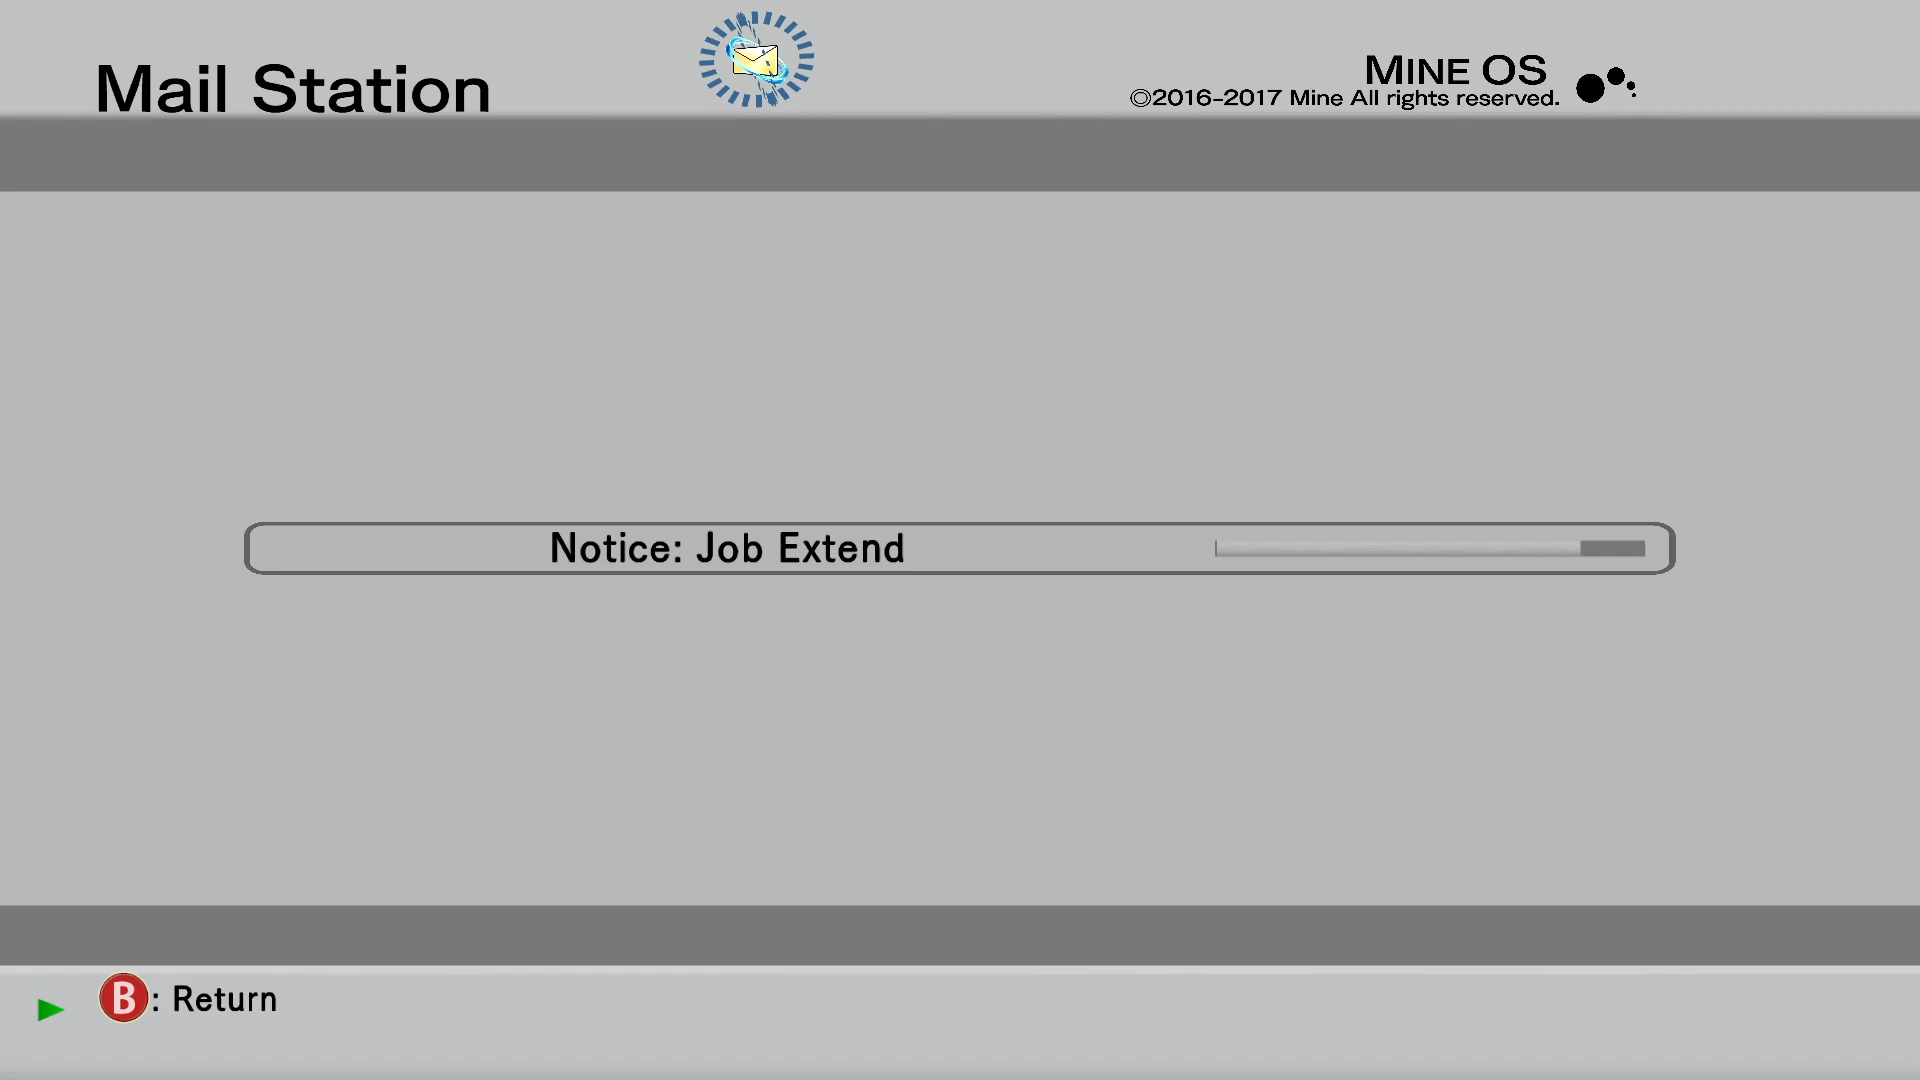 Mail Station
MINE OS
©2016-2017 Mine All rights reserved.
Notice: Job Extend
B: Return